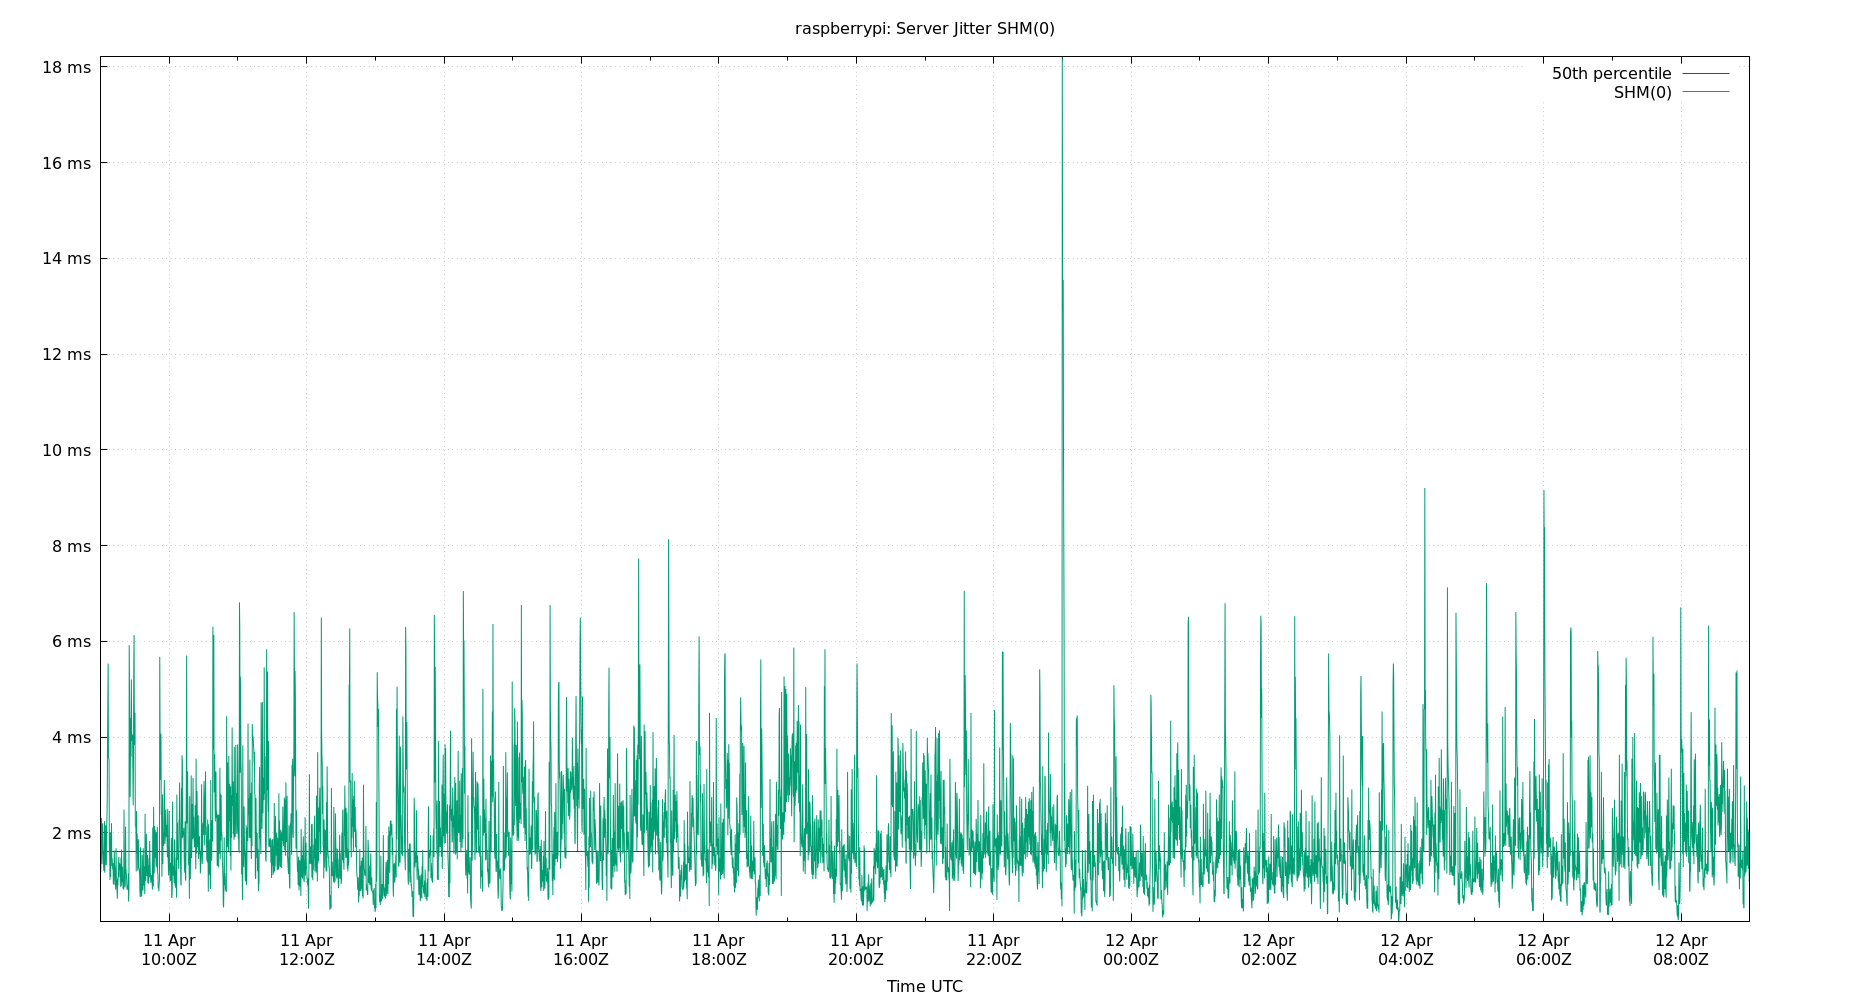 raspberrypi: Server Jitter SHM(0)
50th percentile
SHM(0)
18 ms
16 ms
14 ms
12 ms
10 ms
8 ms
6 ms
4 ms
2 ms
11 Apr 11 Apr 11 Apr 11 Apr 11 Apr 11 Apr 11 Apr 12 Apr 12 Apr 12 Apr 12 Apr 12 Apr
10:00Z 12:00Z 14:00Z 16:00Z 18:00Z 20:00Z 22:00Z 00:00Z 02:00Z 04:00Z 06:00Z 08:00Z
Time UTC